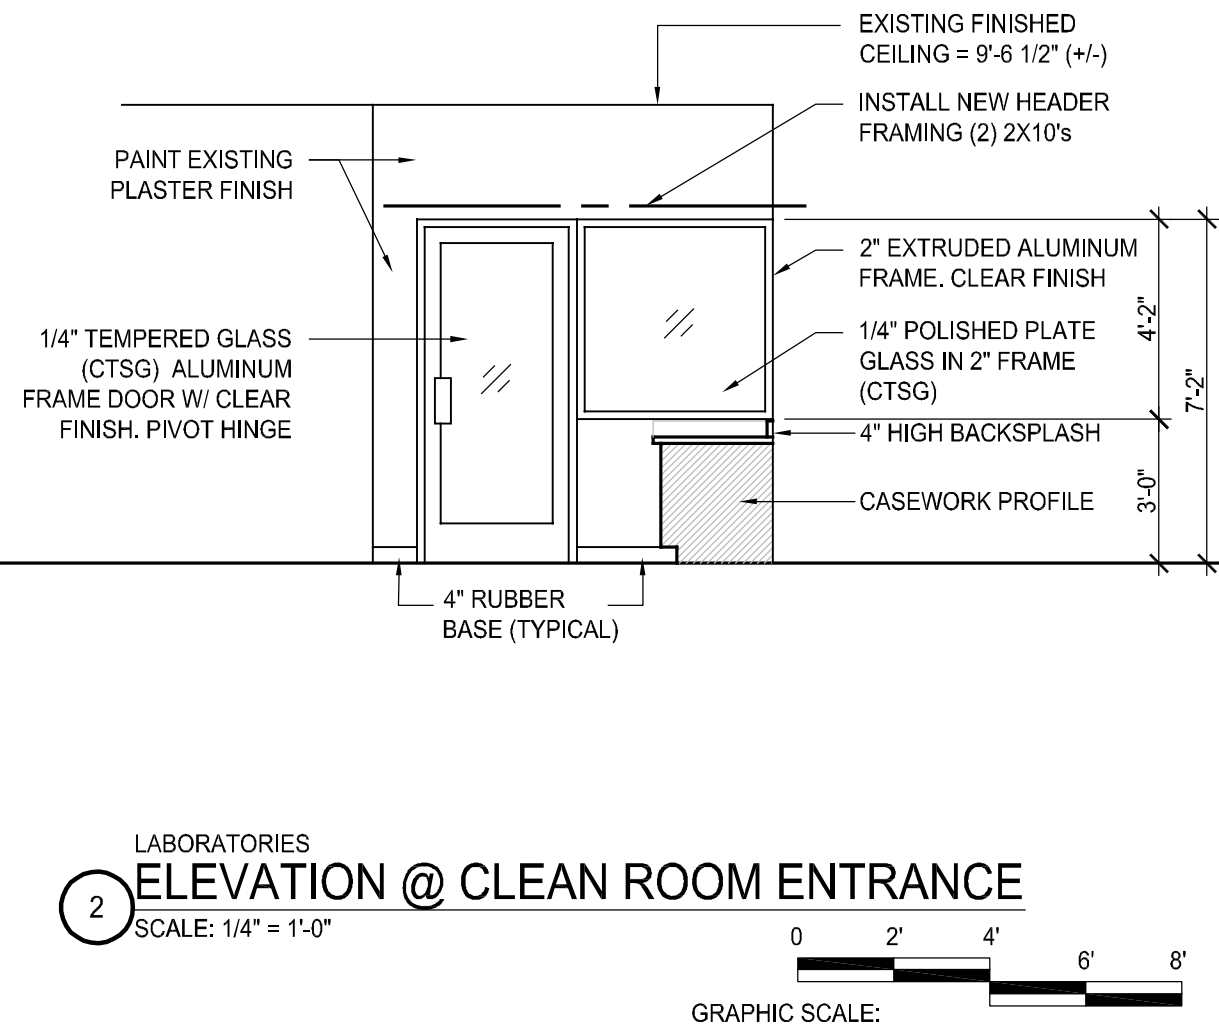 EXISTING FINISHED
CEILING = 9'-6 1/2" (+/-)
INSTALL NEW HEADER
FRAMING (2) 2X10's
PAINT EXISTING
PLASTER FINISH
2" EXTRUDED ALUMINUM
FRAME. CLEAR FINISH
1/4" TEMPERED GLASS
(CTSG) ALUMINUM
FRAME DOOR W/ CLEAR
FINISH. PIVOT HINGE
1/4" POLISHED PLATE
GLASS IN 2" FRAME
(CTSG)
4'-2"
7'-2"
4" HIGH BACKSPLASH
CASEWORK PROFILE
3'-0"
4" RUBBER
BASE (TYPICAL)
LABORATORIES
2
ELEVATION @ CLEAN ROOM ENTRANCE
SCALE: 1/4" = 1'-0"
0 2' 4' 6' 8'
GRAPHIC SCALE: